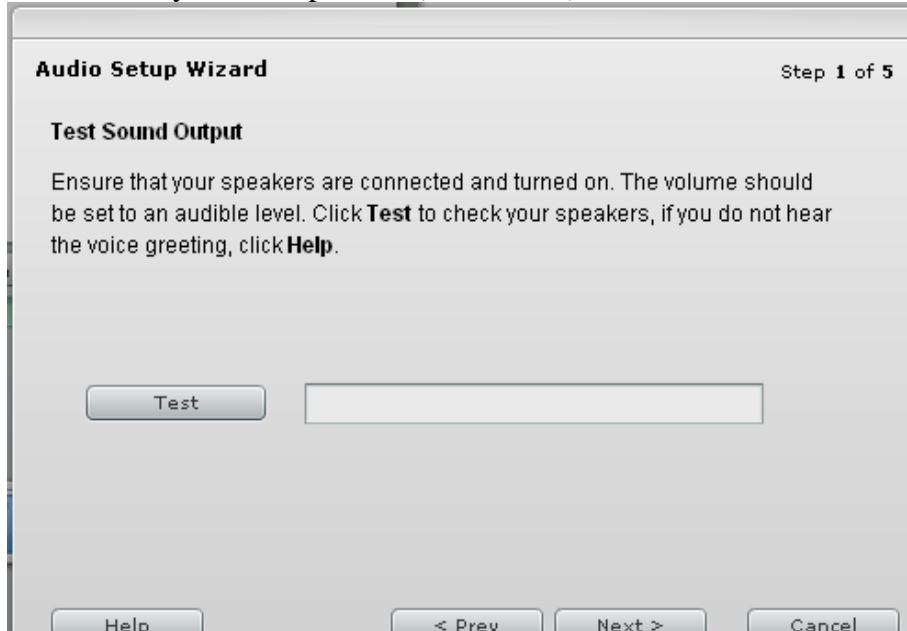 Audio Setup Wizard
Step 1 of 5
Test Sound Output
Ensure that your speakers are connected and turned on. The volume should
be set to an audible level. Click Test to check your speakers, if you do not hear
the voice greeting, click Help.
Test
Help
< Prev
Next >
Cancel